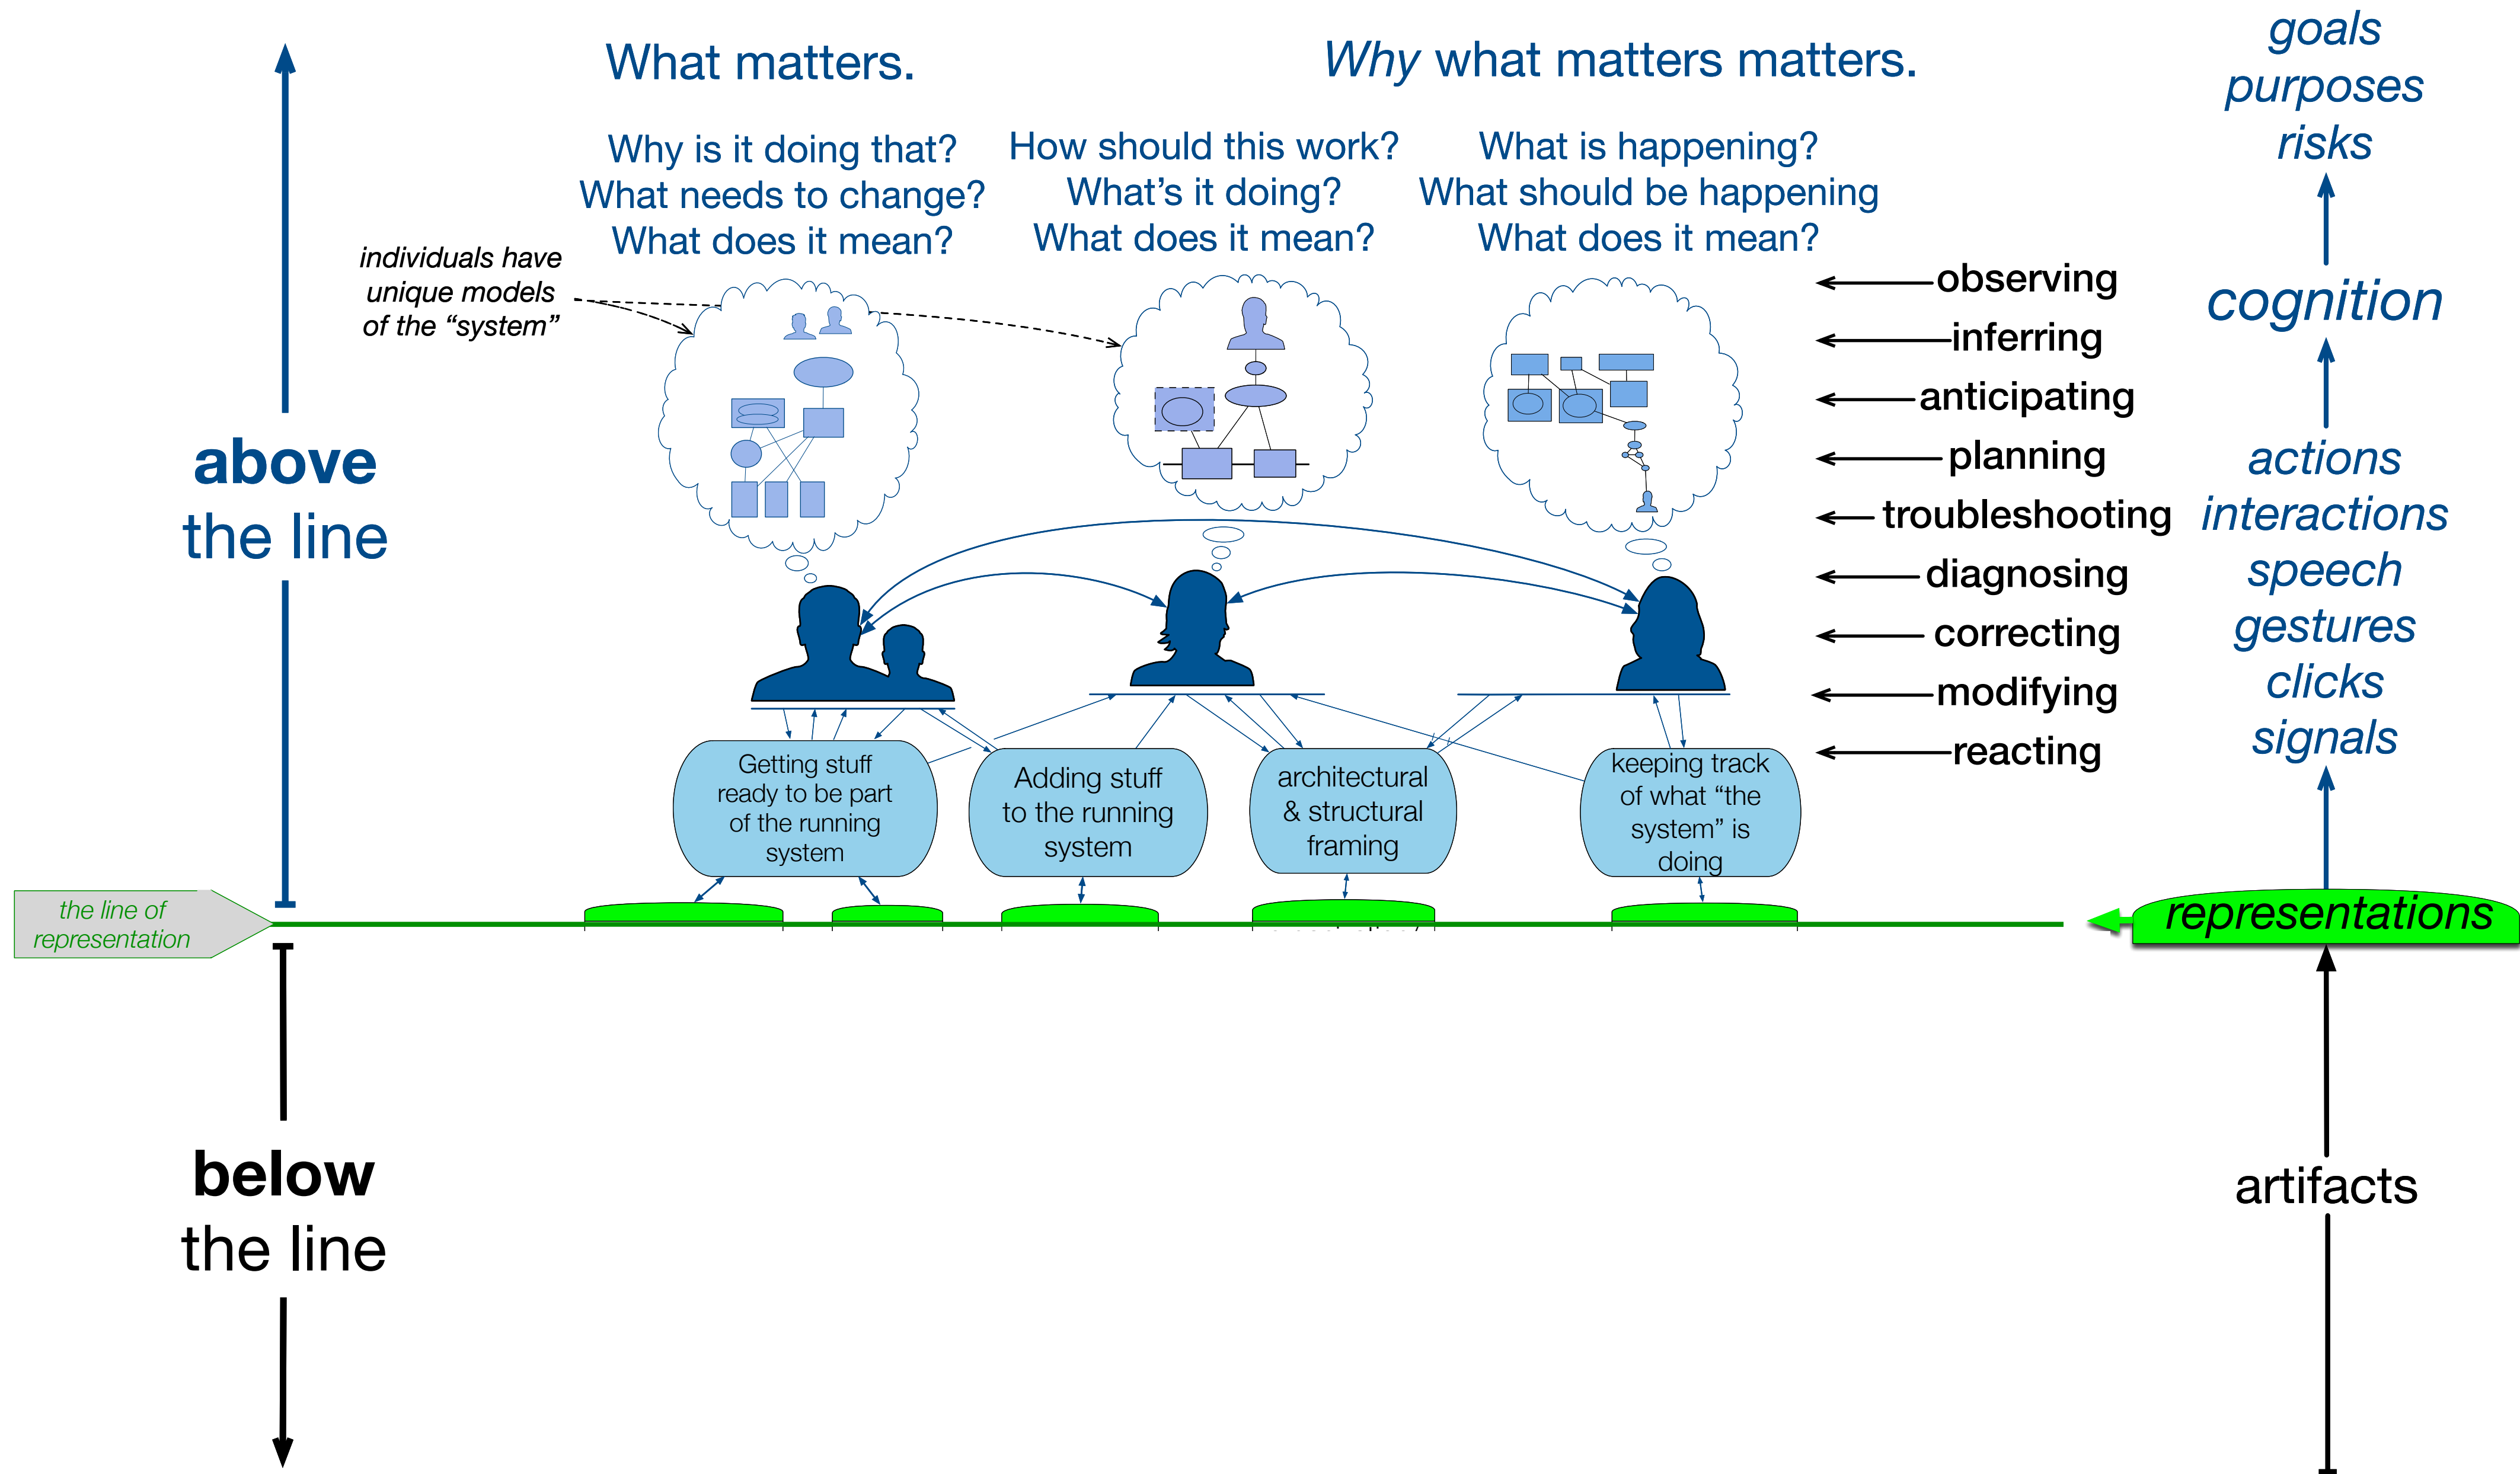 What matters.
Why what matters matters.
Why is it doing that?
What needs to change?
What does it mean?
How should this work?
What's it doing?
What does it mean?
What is happening?
What should be happening
What does it mean?
individuals have
unique models
of the “system”
above
the line
observing
inferring
anticipating
planning
troubleshooting
diagnosing
correcting
modifying
reacting
goals
purposes
risks
cognition
actions
interactions
speech
gestures
clicks
signals
Getting stuff
ready to be part
of the running
system
Adding stuff
to the running
system
architectural
& structural
framing
keeping track
of what “the
system” is
doing
the line of
representation
representations
below
the line
artifacts